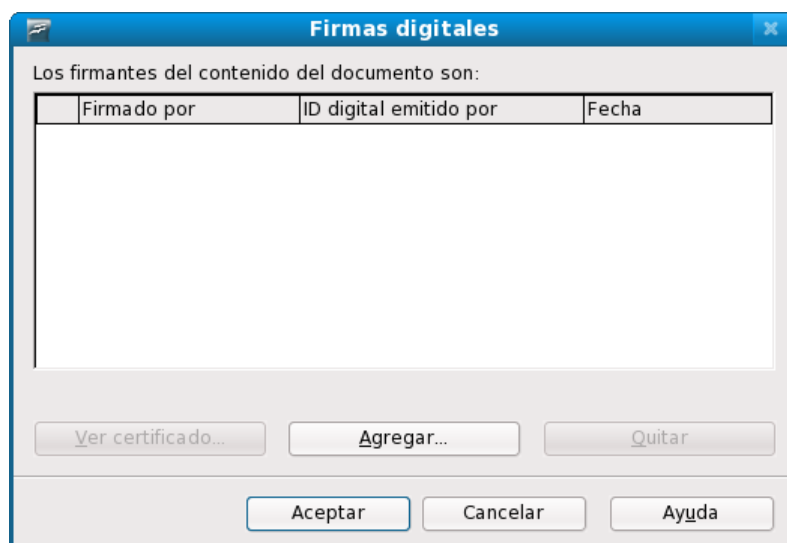 Firmas digitales
Los firmantes del contenido del documento son:
Firmado por ID digital emitido por Fecha
Ver certificado... Agregar... Quitar
Aceptar Cancelar Ayuda